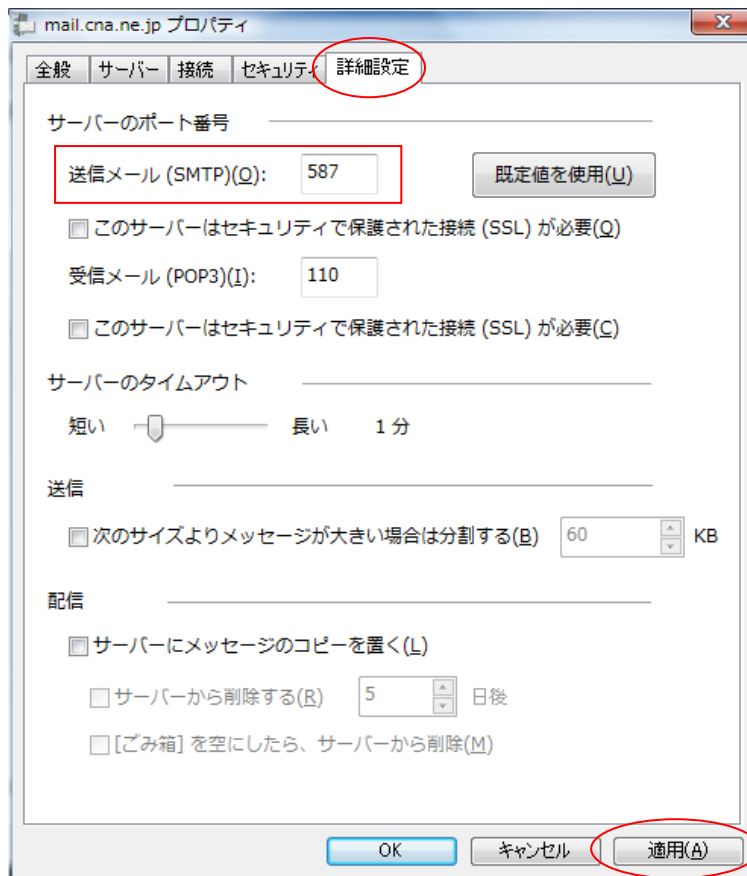 mail.cna.ne.jp プロパティ
全般 サーバー 接続 セキュリティ 詳細設定
サーバーのポート番号
送信メール (SMTP)(O): 587 既定値を使用(U)
このサーバーはセキュリティで保護された接続 (SSL) が必要(Q)
受信メール (POP3)(I): 110
このサーバーはセキュリティで保護された接続 (SSL) が必要(C)
サーバーのタイムアウト
短い 長い 1 分
送信
次のサイズよりメッセージが大きい場合は分割する(B) 60 KB
配信
サーバーにメッセージのコピーを置く(L)
サーバーから削除する(R) 5 日後
[ごみ箱] を空にしたら、サーバーから削除(M)
OK キャンセル 適用(A)